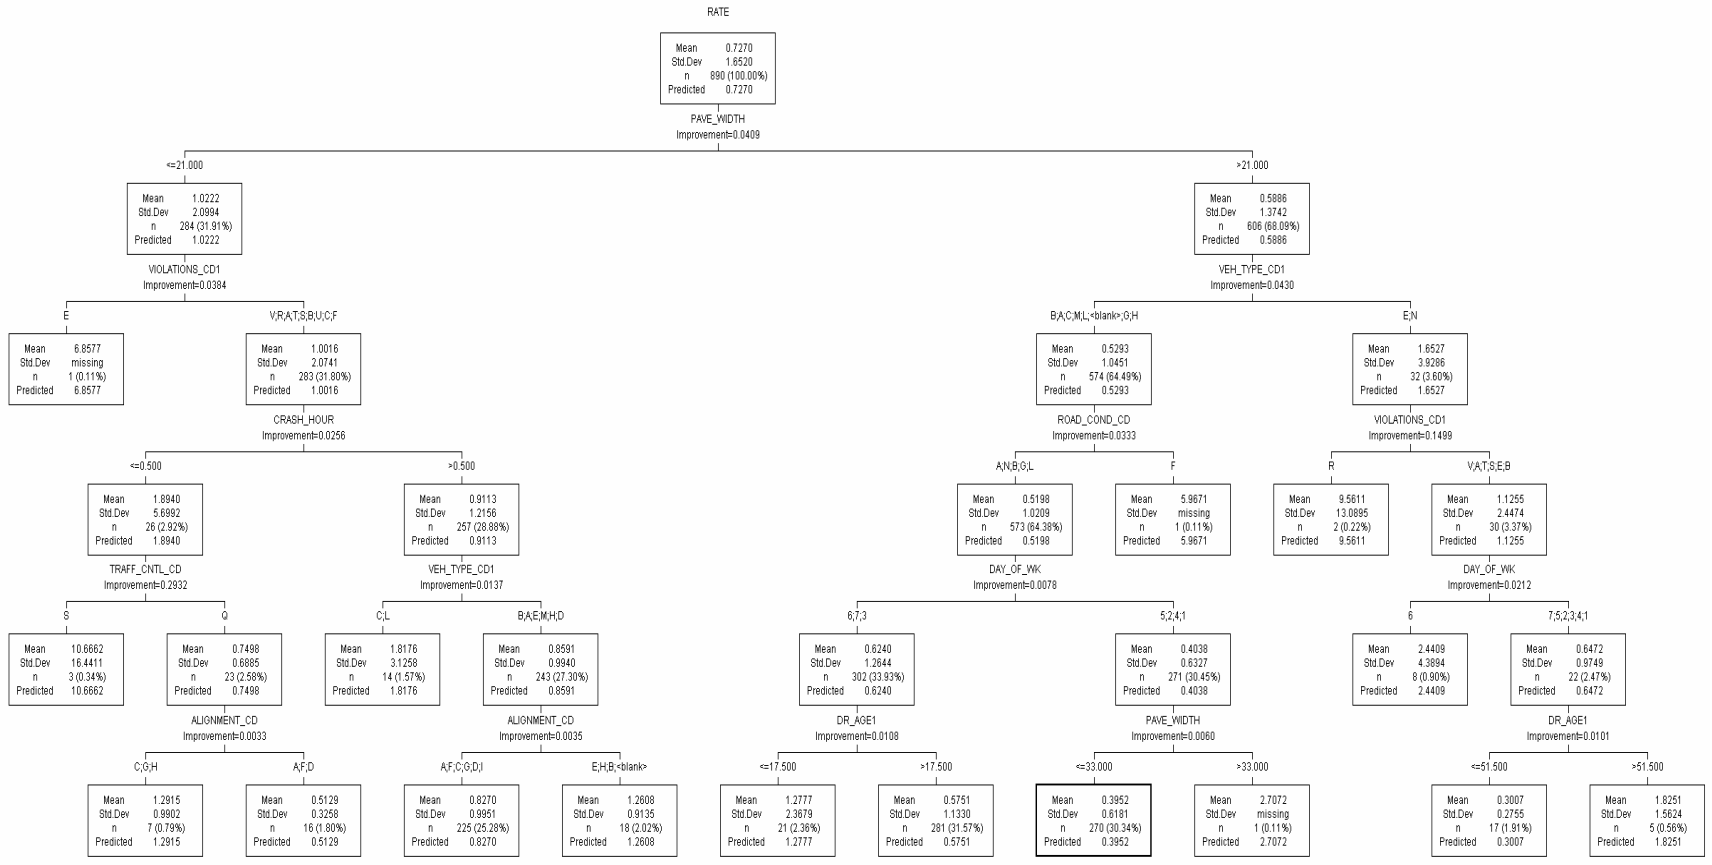 RATE
Mean 0.7270
Std.Dev 1.6520
n 890 (100.00%)
Predicted 0.7270
PAVE_WIDTH
Improvement=0.0409
<=21.000
Mean 1.0222
Std.Dev 2.0994
n 284 (31.91%)
Predicted 1.0222
VIOLATIONS_CD1
Improvement=0.0384
>21.000
Mean 0.5886
Std.Dev 1.3742
n 606 (68.09%)
Predicted 0.5886
VEH_TYPE_CD1
Improvement=0.0430
E
Mean 6.8577
Std.Dev missing
n 1 (0.11%)
Predicted 6.8577
V;R;A;T;S;B;U;C;F
Mean 1.0016
Std.Dev 2.0741
n 283 (31.80%)
Predicted 1.0016
CRASH_HOUR
Improvement=0.0256
B;A;C;M;L;<blank>;G;H
Mean 0.5293
Std.Dev 1.0451
n 574 (64.49%)
Predicted 0.5293
ROAD_COND_CD
Improvement=0.0333
E;N
Mean 1.6527
Std.Dev 3.9286
n 32 (3.60%)
Predicted 1.6527
VIOLATIONS_CD1
Improvement=0.1499
<=0.500
Mean 1.8940
Std.Dev 5.6992
n 26 (2.92%)
Predicted 1.8940
TRAFF_CNTL_CD
Improvement=0.2932
>0.500
Mean 0.9113
Std.Dev 1.2156
n 257 (28.88%)
Predicted 0.9113
VEH_TYPE_CD1
Improvement=0.0137
A;N;B;G;L
Mean 0.5198
Std.Dev 1.0209
n 573 (64.38%)
Predicted 0.5198
DAY_OF_WK
Improvement=0.0078
F
Mean 5.9671
Std.Dev missing
n 1 (0.11%)
Predicted 5.9671
R
Mean 9.5611
Std.Dev 13.0895
n 2 (0.22%)
Predicted 9.5611
V;A;T;S;E;B
Mean 1.1255
Std.Dev 2.4474
n 30 (3.37%)
Predicted 1.1255
DAY_OF_WK
Improvement=0.0212
S
Mean 10.6662
Std.Dev 16.4411
n 3 (0.34%)
Predicted 10.6662
Q
Mean 0.7498
Std.Dev 0.6885
n 23 (2.58%)
Predicted 0.7498
ALIGNMENT_CD
Improvement=0.0033
C;L
Mean 1.8176
Std.Dev 3.1258
n 14 (1.57%)
Predicted 1.8176
B;A;E;M;H;D
Mean 0.8591
Std.Dev 0.9940
n 243 (27.30%)
Predicted 0.8591
ALIGNMENT_CD
Improvement=0.0035
6;7;3
Mean 0.6240
Std.Dev 1.2644
n 302 (33.93%)
Predicted 0.6240
DR_AGE1
Improvement=0.0108
5;2;4;1
Mean 0.4038
Std.Dev 0.6327
n 271 (30.45%)
Predicted 0.4038
PAVE_WIDTH
Improvement=0.0060
6
Mean 2.4409
Std.Dev 4.3894
n 8 (0.90%)
Predicted 2.4409
7;5;2;3;4;1
Mean 0.6472
Std.Dev 0.9749
n 22 (2.47%)
Predicted 0.6472
DR_AGE1
Improvement=0.0101
C;G;H
Mean 1.2915
Std.Dev 0.9902
n 7 (0.79%)
Predicted 1.2915
A;F;D
Mean 0.5129
Std.Dev 0.3258
n 16 (1.80%)
Predicted 0.5129
A;F;C;G;D;I
Mean 0.8270
Std.Dev 0.9951
n 225 (25.28%)
Predicted 0.8270
E;H;B;<blank>
Mean 1.2608
Std.Dev 0.9135
n 18 (2.02%)
Predicted 1.2608
<=17.500
Mean 1.2777
Std.Dev 2.3679
n 21 (2.36%)
Predicted 1.2777
>17.500
Mean 0.5751
Std.Dev 1.1330
n 281 (31.57%)
Predicted 0.5751
<=33.000
Mean 0.3952
Std.Dev 0.6181
n 270 (30.34%)
Predicted 0.3952
>33.000
Mean 2.7072
Std.Dev missing
n 1 (0.11%)
Predicted 2.7072
<=51.500
Mean 0.3007
Std.Dev 0.2755
n 17 (1.91%)
Predicted 0.3007
>51.500
Mean 1.8251
Std.Dev 1.5624
n 5 (0.56%)
Predicted 1.8251